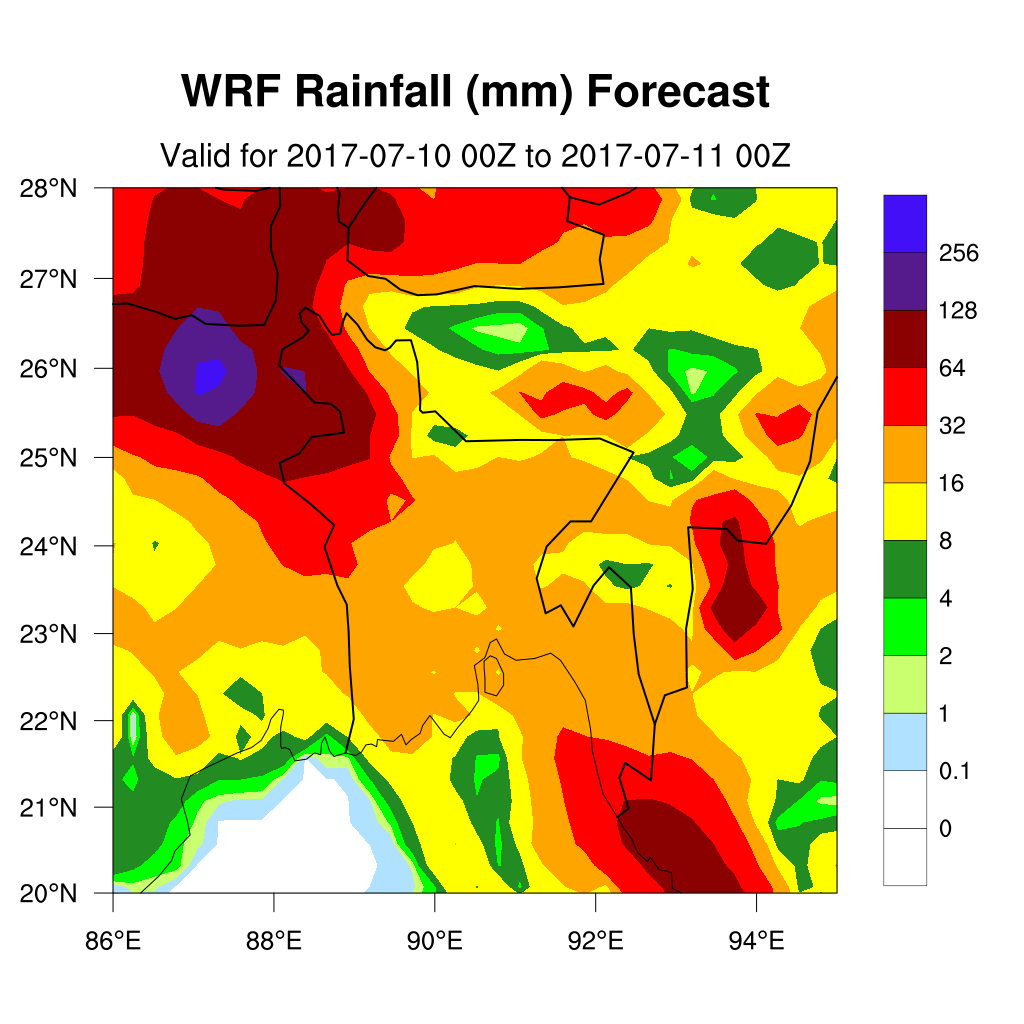 WRF Rainfall (mm) Forecast
Valid for 2017-07-10 00Z to 2017-07-11 00Z
28°N
27°N
26°N
25°N
24°N
23°N
22°N
21°N
20°N
86°E 88°E 90°E 92°E 94°E
256
128
64
32
16
8
4
2
1
0.1
0